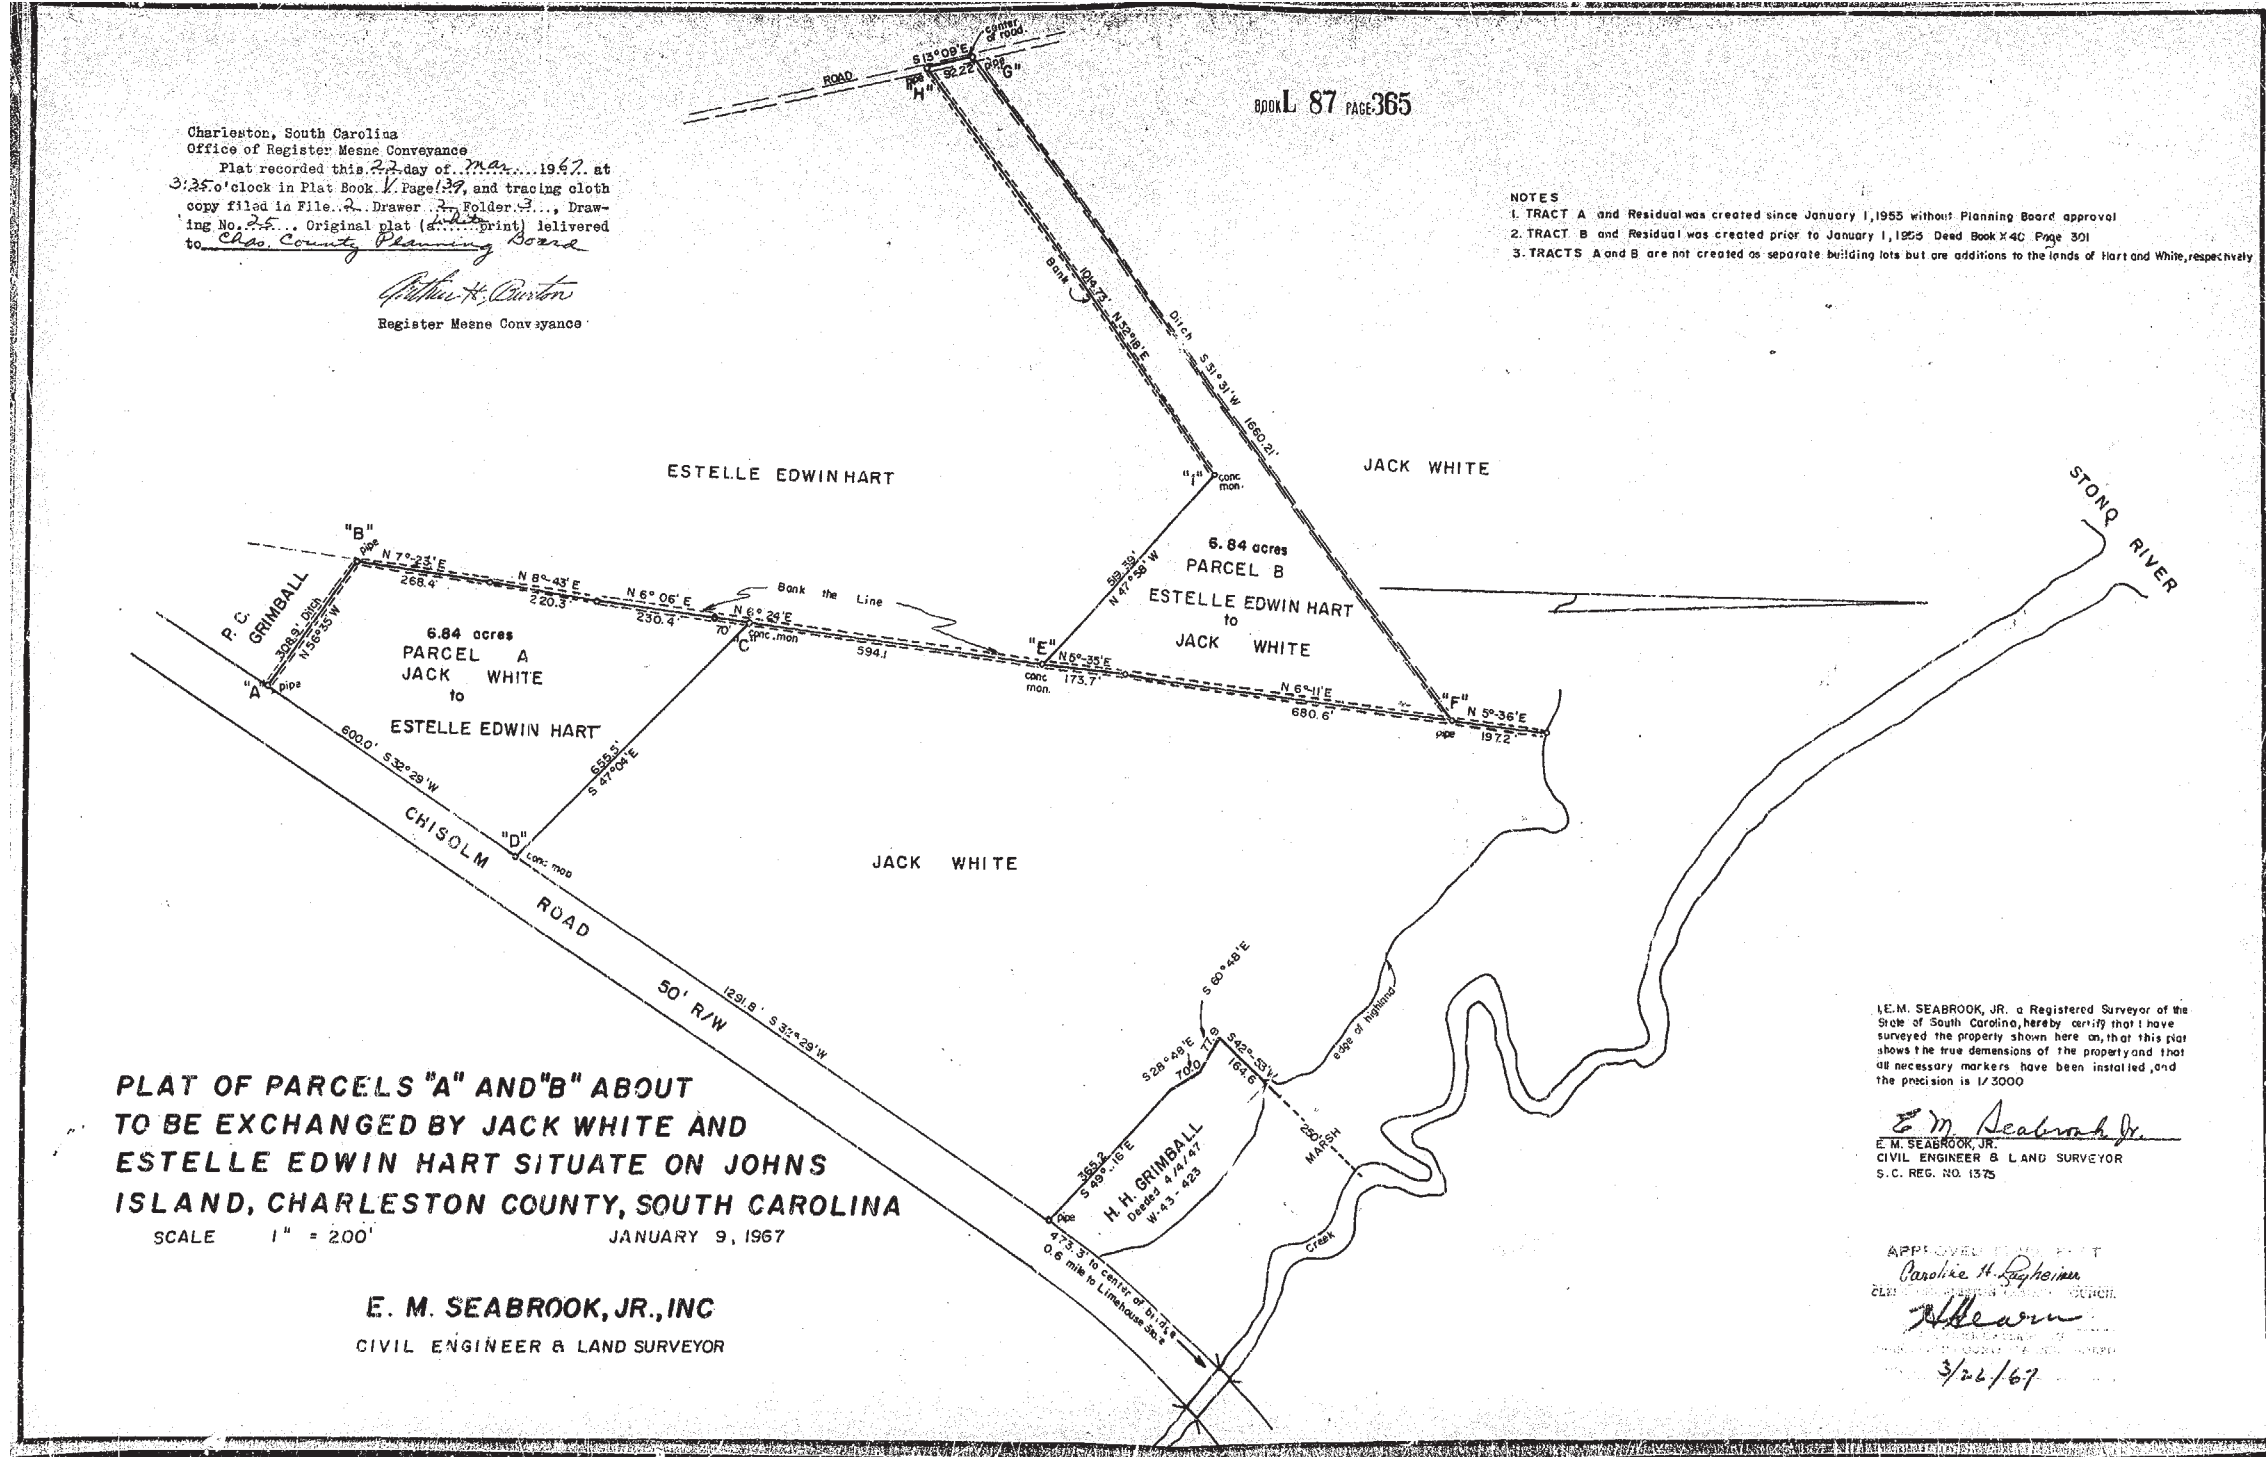 BOOK L 87 PAGE 365
Charleston, South Carolina
Office of Register Mesne Conveyance
Plat recorded this 22 day of Mar 1967 at
3:35 o'clock in Plat Book V Page 139, and tracing cloth
copy filed in File 2 Drawer 2 Folder 3, Draw-
ing No. 25. Original plat (a White print) delivered
to Chas. County Planning Board
Arthur H. Burton
Register Mesne Conveyance
NOTES
1. TRACT A and Residual was created since January 1, 1955 without Planning Board approval
2. TRACT B and Residual was created prior to January 1, 1955 Deed Book X 40 Page 301
3. TRACTS A and B are not created as separate building lots but are additions to the lands of Hart and White, respectively
center
of road.
S 13° 09' E
92.22'
pipe
"G"
pipe
"H"
ROAD
Bank
1014.73'
N 32° 18' E
Ditch
S 31° 31' W 1660.21'
ESTELLE EDWIN HART
JACK WHITE
"I"
conc
mon.
STONO RIVER
"B"
pipe
N 7°-23' E
268.4'
N 8°-43' E
220.3'
N 6° 06' E
230.4'
N 6° 24' E
70'
"C"
conc. mon
594.1
Bank the Line
P. C.
GRIMBALL
308.9' Ditch
N 56° 35' W
"A"
pipe
6.84 acres
PARCEL A
JACK WHITE
to
ESTELLE EDWIN HART
519.39'
N 47° 58' W
6.84 acres
PARCEL B
ESTELLE EDWIN HART
to
JACK WHITE
"E"
conc
mon.
N 6°-35' E
173.7'
N 6°-11' E
680.6'
"F"
pipe
N 5°-36' E
197.2'
600.0' S 32° 29' W
655.5'
S 47° 04' E
"D"
conc mon
JACK WHITE
CHISOLM ROAD 50' R/W
1291.8' S 32° 29' W
S 60° 48' E
77.9
S 28° 48' E
70.0
S 42°-53' W
164.6
edge of highland
365.2
S 49°-16' E
H. H. GRIMBALL
Deeded 4/4/47
W-43-423
250'
MARSH
pipe
Creek
473.3' to center of bridge
0.6 mile to Limehouse Store
PLAT OF PARCELS "A" AND "B" ABOUT
TO BE EXCHANGED BY JACK WHITE AND
ESTELLE EDWIN HART SITUATE ON JOHNS
ISLAND, CHARLESTON COUNTY, SOUTH CAROLINA
SCALE 1" = 200' JANUARY 9, 1967
E. M. SEABROOK, JR., INC
CIVIL ENGINEER & LAND SURVEYOR
I, E.M. SEABROOK, JR. a Registered Surveyor of the
State of South Carolina, hereby certify that I have
surveyed the property shown here on, that this plat
shows the true demensions of the property and that
all necessary markers have been installed, and
the precision is 1/3000
E M Seabrook Jr.
E. M. SEABROOK, JR.
CIVIL ENGINEER & LAND SURVEYOR
S.C. REG. NO. 1375
APPROVED
Caroline H.
COUNCIL
3/22/67